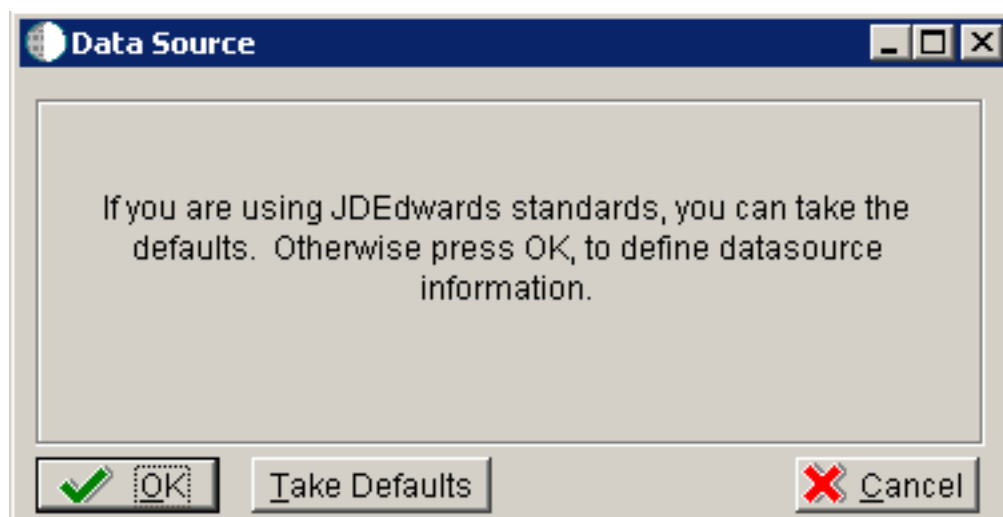 Data Source
If you are using JDEdwards standards, you can take the
defaults.  Otherwise press OK, to define datasource
information.
OK
Take Defaults
Cancel